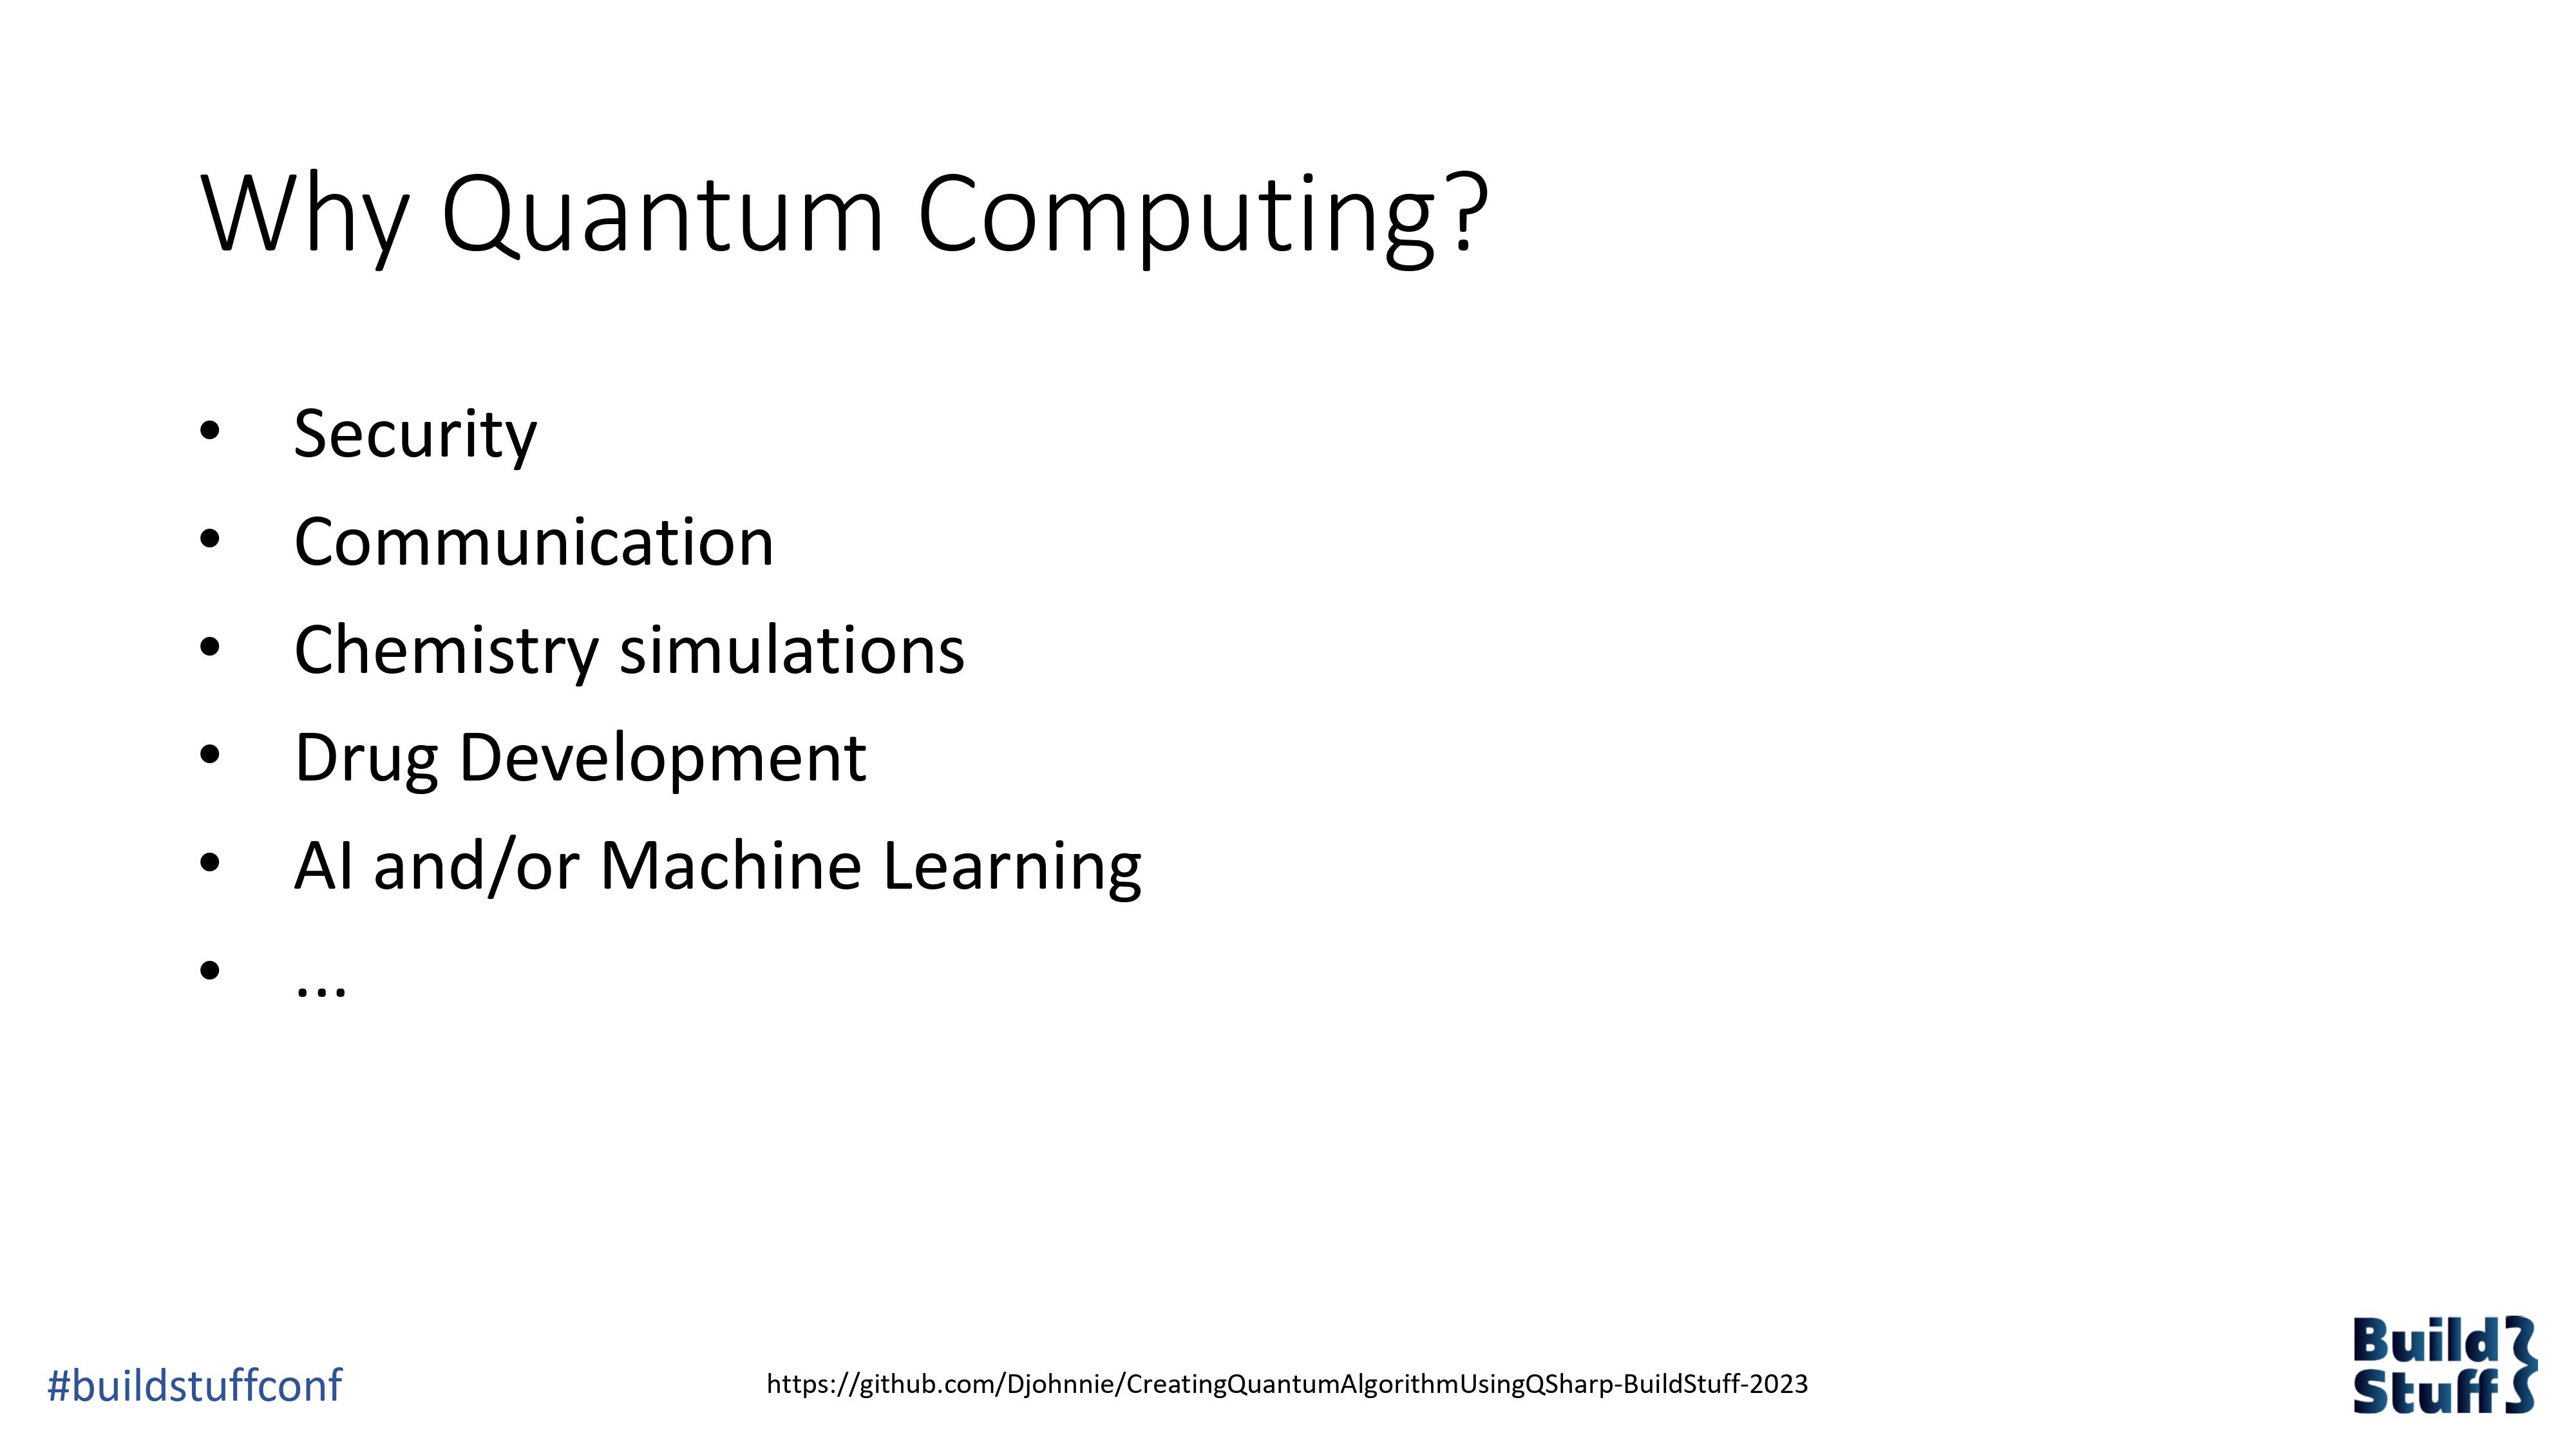 Why Quantum Computing?
• Security
• Communication
• Chemistry simulations
• Drug Development
• AI and/or Machine Learning
• ...
#buildstuffconf
https://github.com/Djohnnie/CreatingQuantumAlgorithmUsingQSharp-BuildStuff-2023
Build
Stuff